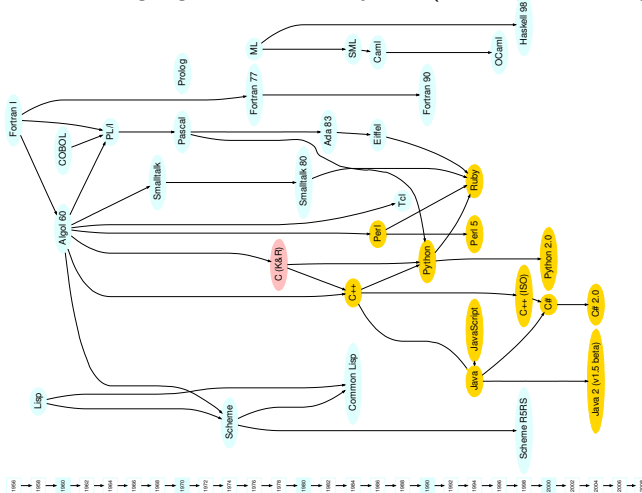 Fortran I
Lisp
COBOL
Algol 60
PL/I
Smalltalk
Prolog
Pascal
Scheme
ML
Fortran 77
C (K&R)
Smalltalk 80
SML
Ada 83
C++
Common Lisp
Caml
Eiffel
Perl
Tcl
Fortran 90
Python
Ruby
Perl 5
JavaScript
Java
OCaml
Haskell 98
C++ (ISO)
Scheme R5RS
Python 2.0
C#
C# 2.0
Java 2 (v1.5 beta)
1956
1958
1960
1962
1964
1966
1968
1970
1972
1974
1976
1978
1980
1982
1984
1986
1988
1990
1992
1994
1996
1998
2000
2002
2004
2006